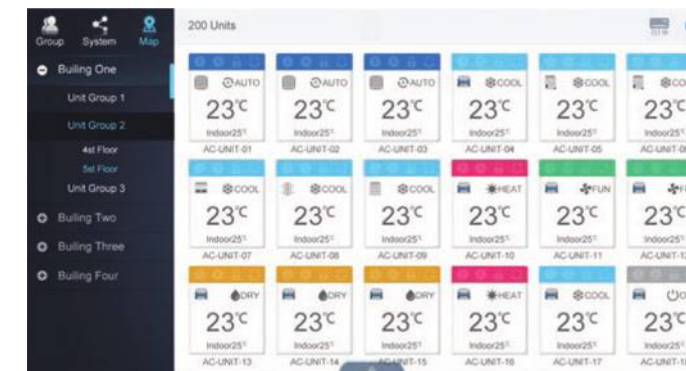 200 Units
Group System Map
Builing One
Unit Group 1
Unit Group 2
4st Floor
5st Floor
Unit Group 3
Builing Two
Builing Three
Builing Four
AUTO AUTO AUTO COOL COOL
23°C 23°C 23°C 23°C 23°C 23°C
Indoor25° Indoor25° Indoor25° Indoor25° Indoor25° Indoor25°
AC-UNIT-01 AC-UNIT-02 AC-UNIT-03 AC-UNIT-04 AC-UNIT-05
COOL COOL COOL HEAT FUN
23°C 23°C 23°C 23°C 23°C 23°C
Indoor25° Indoor25° Indoor25° Indoor25° Indoor25° Indoor25°
AC-UNIT-07 AC-UNIT-08 AC-UNIT-09 AC-UNIT-10 AC-UNIT-11
DRY DRY DRY HEAT COOL
23°C 23°C 23°C 23°C 23°C 23°C
Indoor25° Indoor25° Indoor25° Indoor25° Indoor25° Indoor25°
AC-UNIT-13 AC-UNIT-14 AC-UNIT-15 AC-UNIT-16 AC-UNIT-17